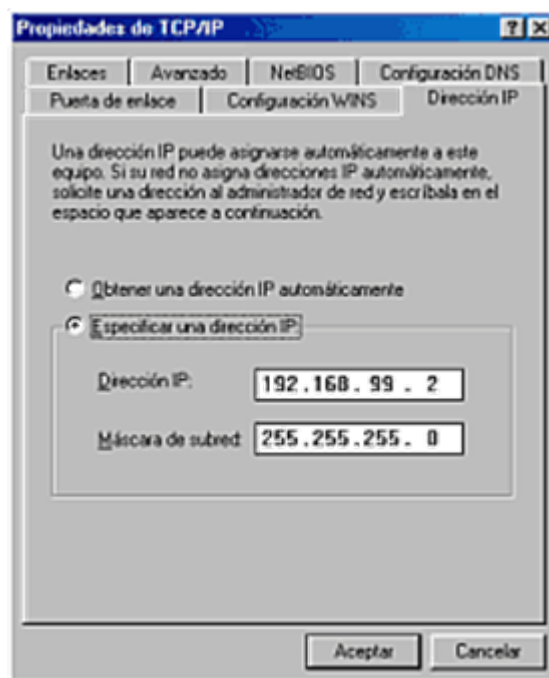 Propiedades de TCP/IP
Enlaces Avanzado NetBIOS Configuración DNS
Puerta de enlace Configuración WINS Dirección IP
Una dirección IP puede asignarse automáticamente a este
equipo. Si su red no asigna direcciones IP automáticamente,
solicite una dirección al administrador de red y escríbala en el
espacio que aparece a continuación.
Obtener una dirección IP automáticamente
Especificar una dirección IP:
Dirección IP: 192.168. 99 . 2
Máscara de subred: 255.255.255. 0
Aceptar Cancelar